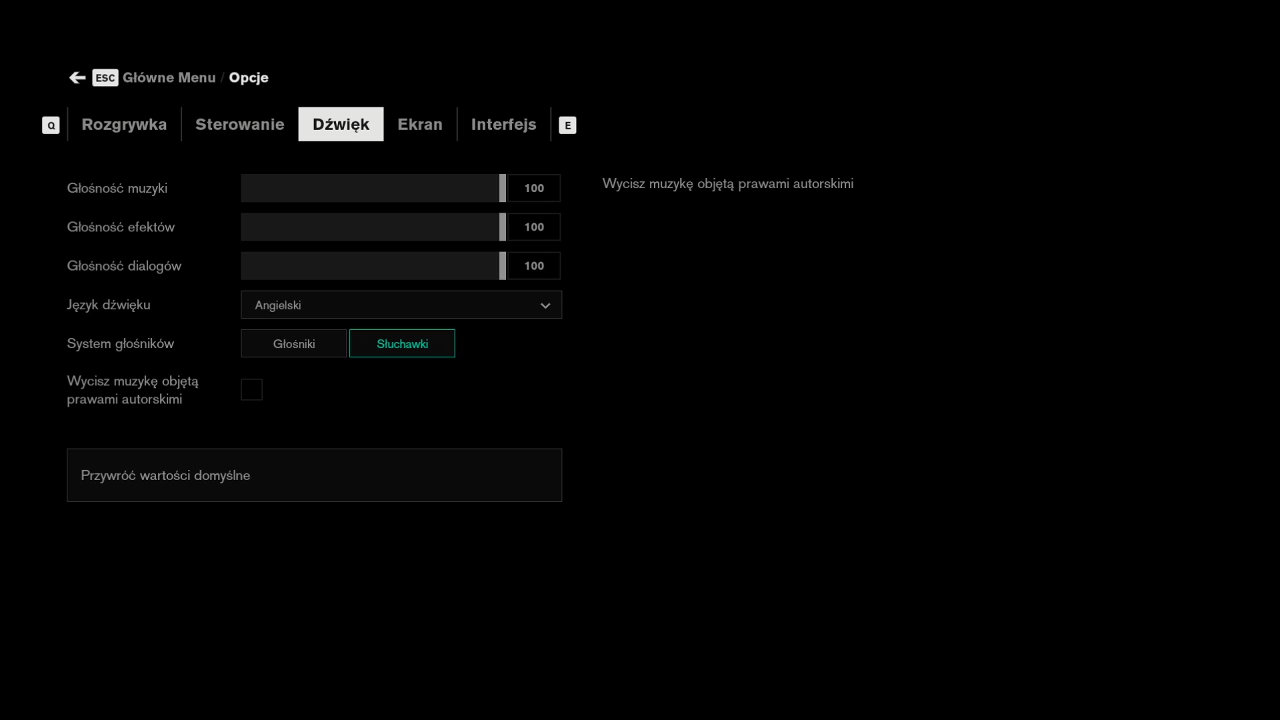 ESC Główne Menu / Opcje
Q Rozgrywka Sterowanie Dźwięk Ekran Interfejs E
Głośność muzyki 100
Wycisz muzykę objętą prawami autorskimi
Głośność efektów 100
Głośność dialogów 100
Język dźwięku Angielski
System głośników Głośniki Słuchawki
Wycisz muzykę objętą
prawami autorskimi
Przywróć wartości domyślne